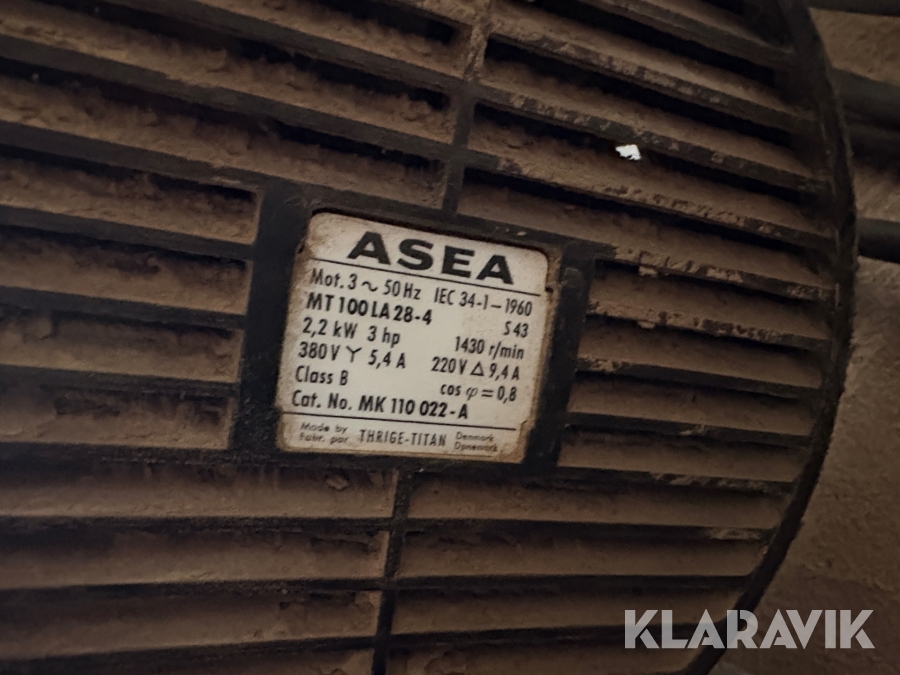 ASEA
Mot. 3 ~ 50 Hz IEC 34-1-1960
MT 100 LA 28-4 S 43
2,2 kW 3 hp 1430 r/min
380 V Y 5,4 A 220 V Δ 9,4 A
Class B cos φ = 0,8
Cat. No. MK 110 022-A
Made by THRIGE-TITAN Denmark
Fabr. par Danemark
KLARAVIK